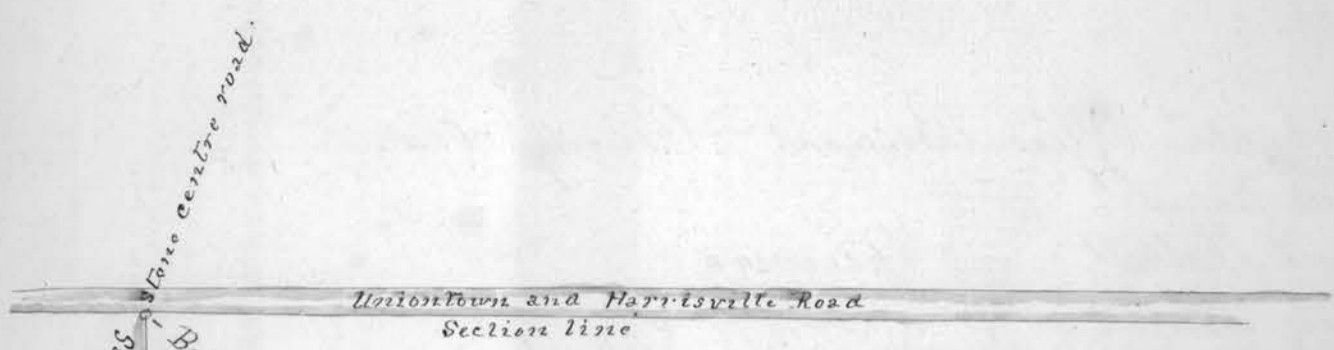 Stone centre road.
Uniontown and Harrisville Road
Section line